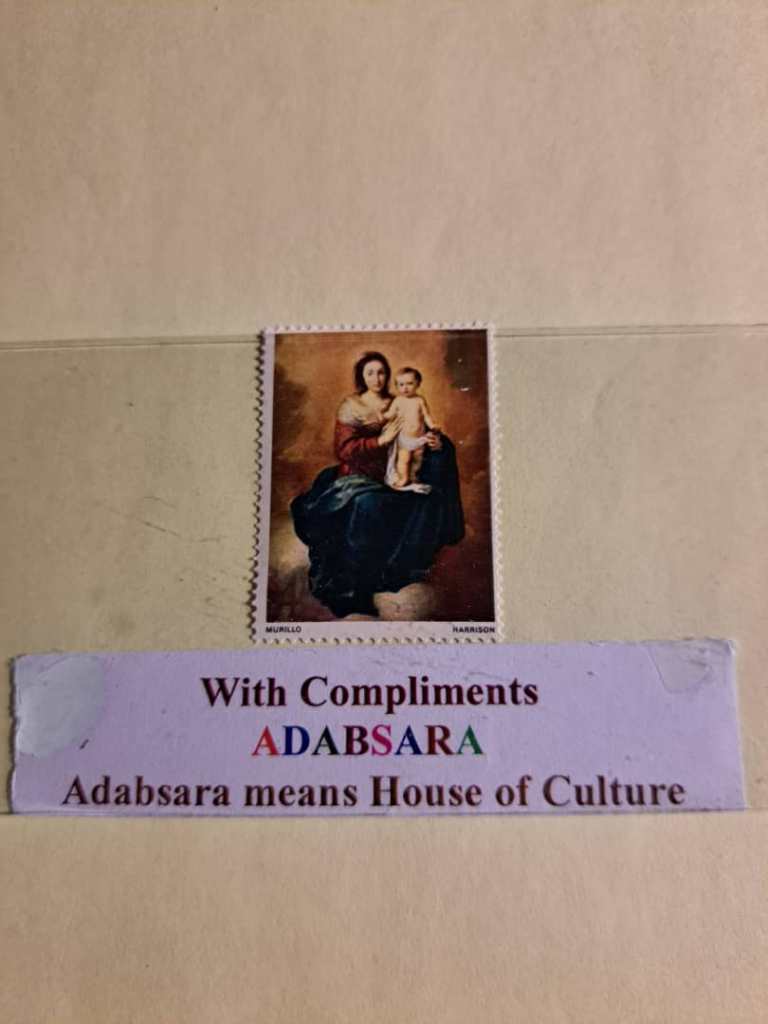 MURILLO HARRISON
With Compliments
ADABSARA
Adabsara means House of Culture